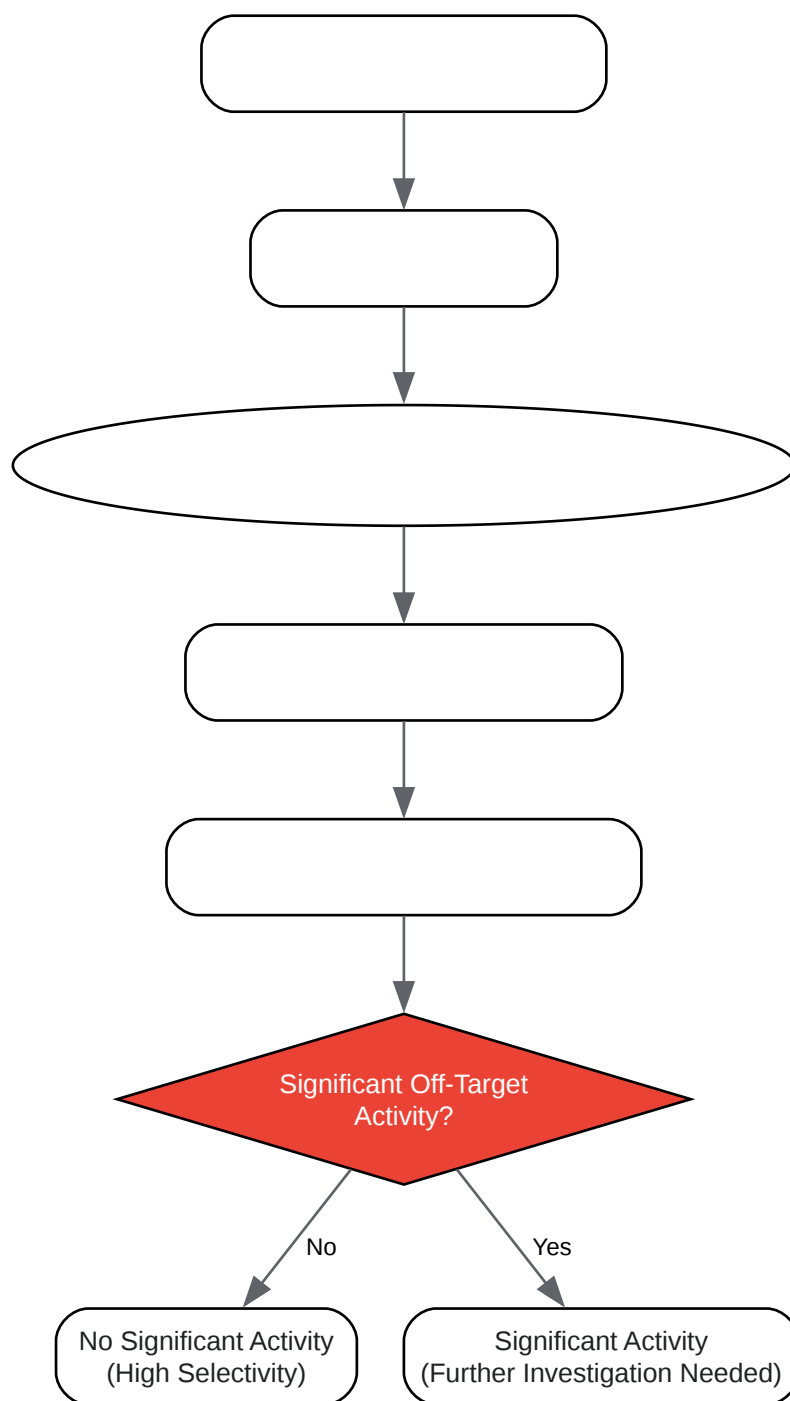 Significant Off-Target
Activity?
No
Yes
No Significant Activity
(High Selectivity)
Significant Activity
(Further Investigation Needed)